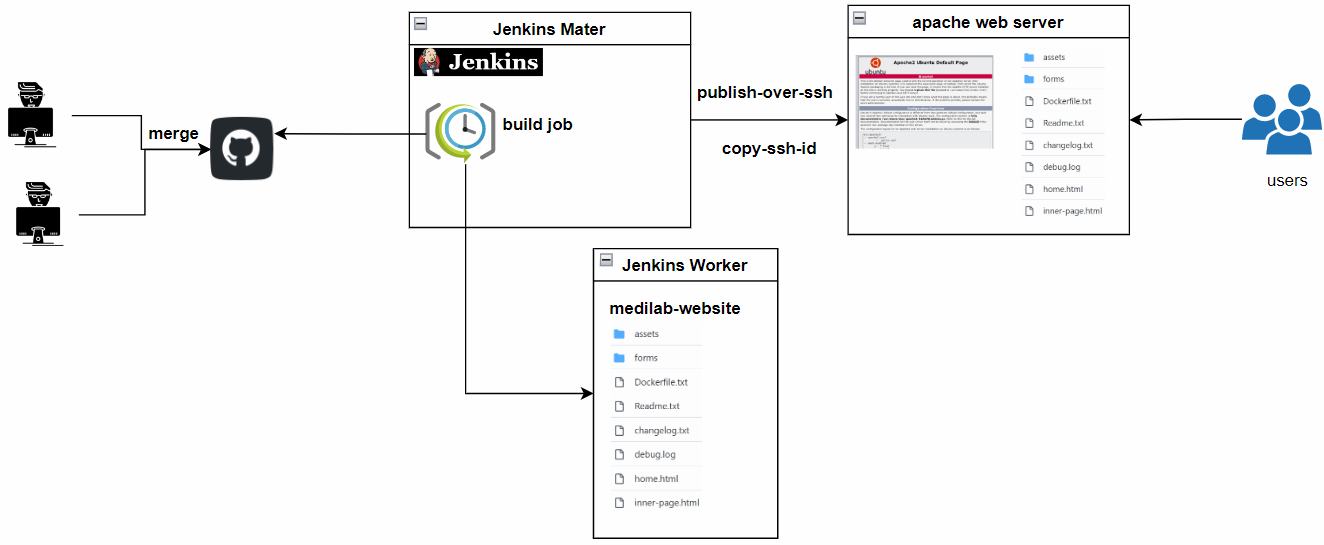 Jenkins Mater
Jenkins
build job
merge
publish-over-ssh
copy-ssh-id
apache web server
Apache2 Ubuntu Default Page
ubuntu
assets
forms
Dockerfile.txt
Readme.txt
changelog.txt
debug.log
home.html
inner-page.html
users
Jenkins Worker
medilab-website
assets
forms
Dockerfile.txt
Readme.txt
changelog.txt
debug.log
home.html
inner-page.html